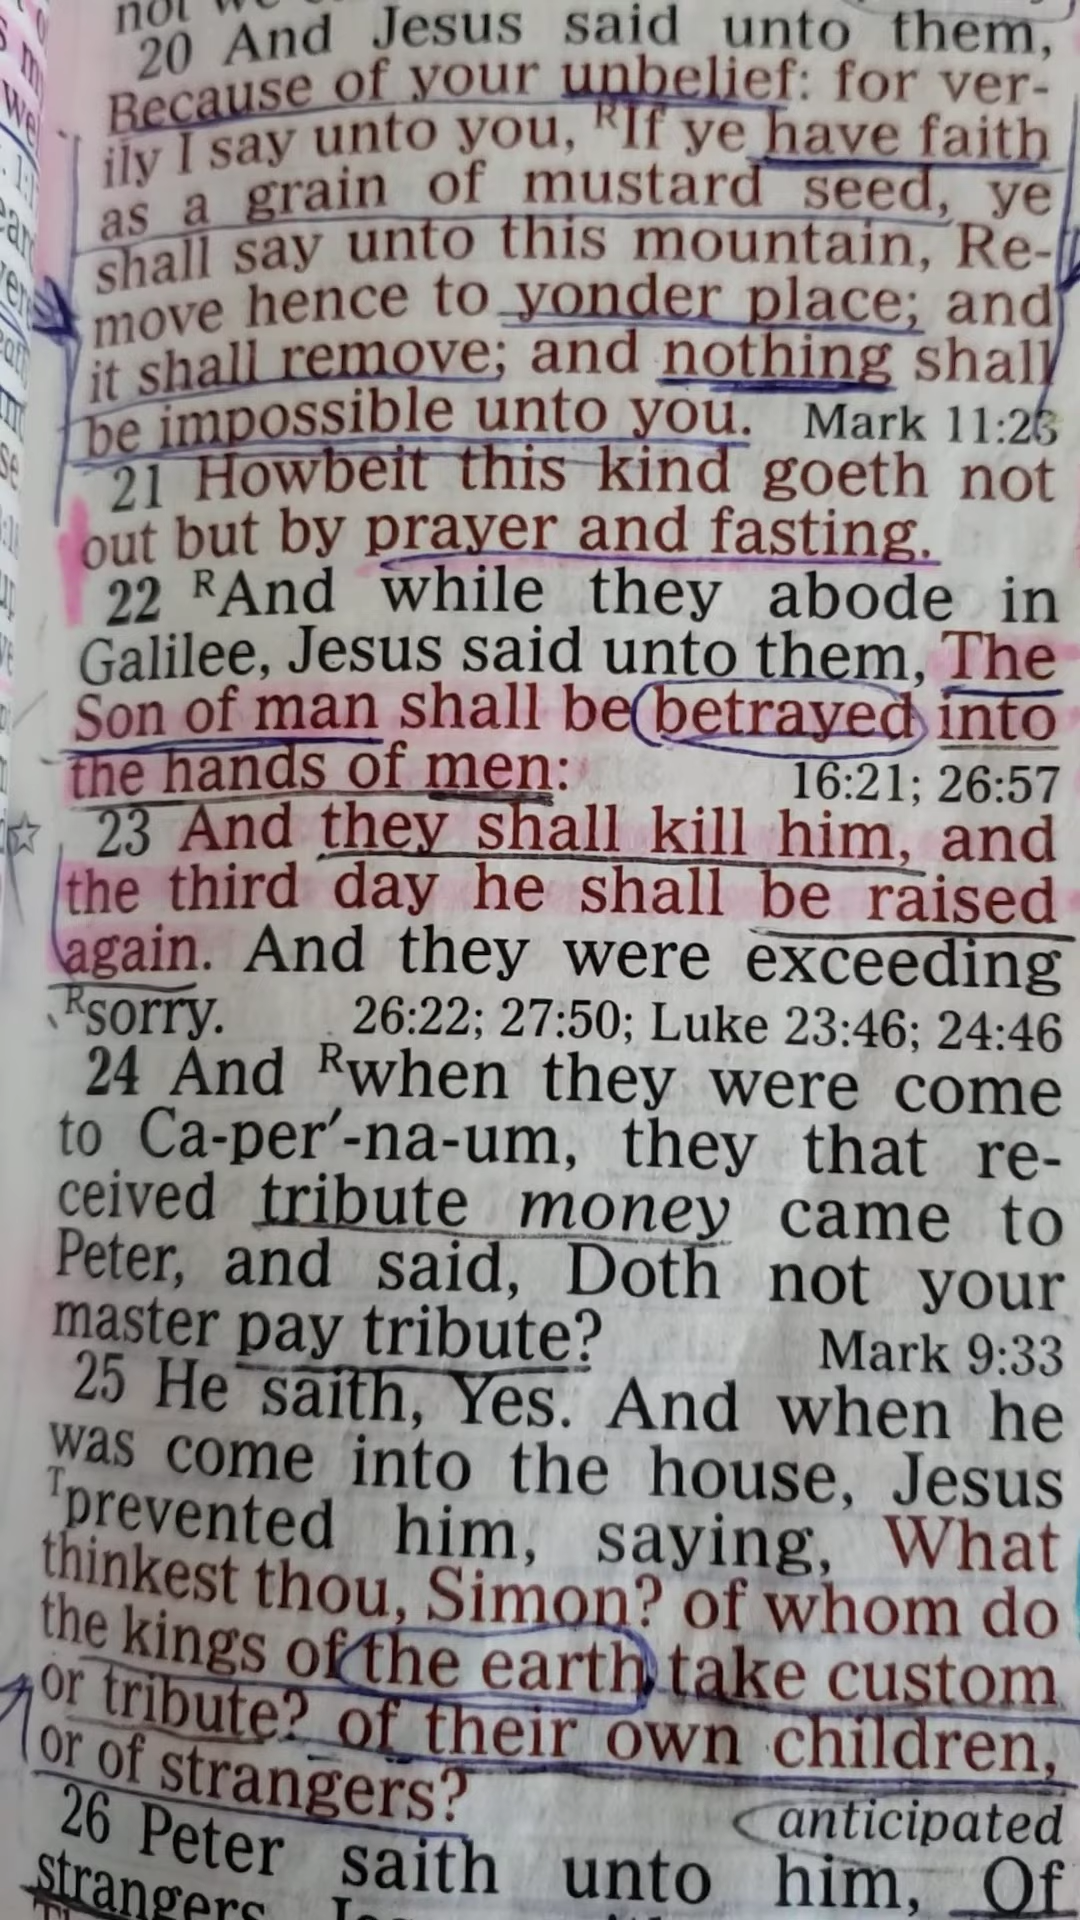 not we
20 And Jesus said unto them,
Because of your unbelief: for ver-
ily I say unto you, RIf ye have faith
as a grain of mustard seed, ye
shall say unto this mountain, Re-
move hence to yonder place; and
it shall remove; and nothing shall
be impossible unto you. Mark 11:23
21 Howbeit this kind goeth not
out but by prayer and fasting.
22 RAnd while they abode in
Galilee, Jesus said unto them, The
Son of man shall be betrayed into
the hands of men: 16:21; 26:57
23 And they shall kill him, and
the third day he shall be raised
again. And they were exceeding
Rsorry. 26:22; 27:50; Luke 23:46; 24:46
24 And Rwhen they were come
to Ca-per′-na-um, they that re-
ceived tribute money came to
Peter, and said, Doth not your
master pay tribute? Mark 9:33
25 He saith, Yes. And when he
was come into the house, Jesus
Tprevented him, saying, What
thinkest thou, Simon? of whom do
the kings of the earth take custom
or tribute? of their own children,
or of strangers? anticipated
26 Peter saith unto him, Of
strangers.